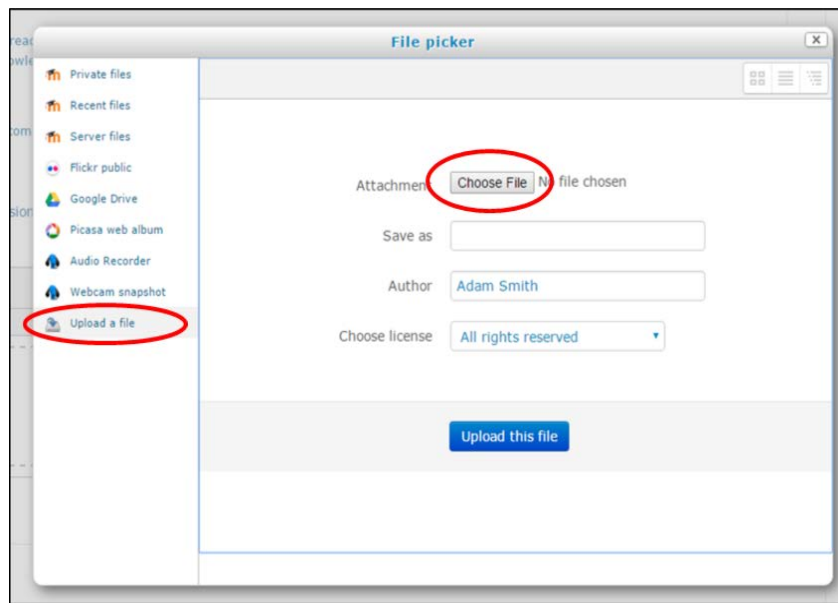 File picker
x
Private files
Recent files
Server files
Flickr public
Google Drive
Picasa web album
Audio Recorder
Webcam snapshot
Upload a file
Attachment Choose File No file chosen
Save as
Author Adam Smith
Choose license All rights reserved
Upload this file